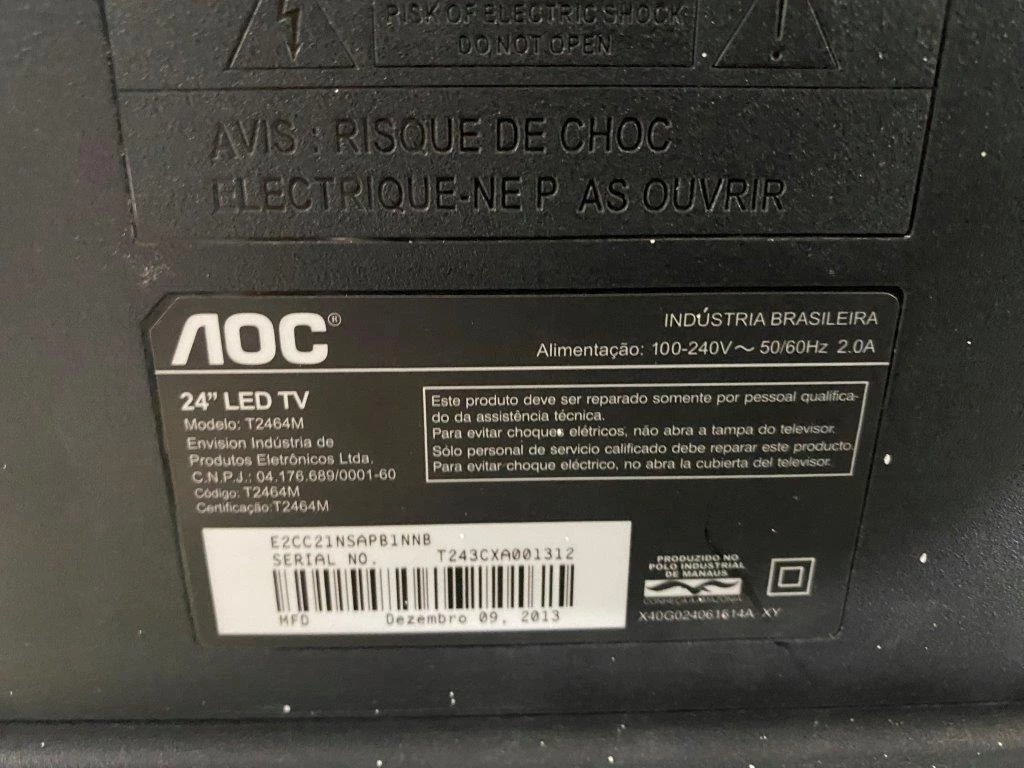 RISK OF ELECTRIC SHOCK
DO NOT OPEN
AVIS : RISQUE DE CHOC
ELECTRIQUE-NE P AS OUVRIR
AOC®
INDÚSTRIA BRASILEIRA
Alimentação: 100-240V～ 50/60Hz 2.0A
24” LED TV
Modelo: T2464M
Envision Indústria de
Produtos Eletrônicos Ltda.
C.N.P.J.: 04.176.689/0001-60
Código: T2464M
Certificação:T2464M
Este produto deve ser reparado somente por pessoal qualifica-
do da assistência técnica.
Para evitar choques elétricos, não abra a tampa do televisor.
Sólo personal de servicio calificado debe reparar este producto.
Para evitar choque eléctrico, no abra la cubierta del televisor.
E2CC21NSAPB1NNB
SERIAL NO. T243CXA001312
MFD Dezembro 09, 2013
PRODUZIDO NO
POLO INDUSTRIAL
DE MANAUS
CONHEÇA A AMAZÔNIA
X40G024061614A -XY